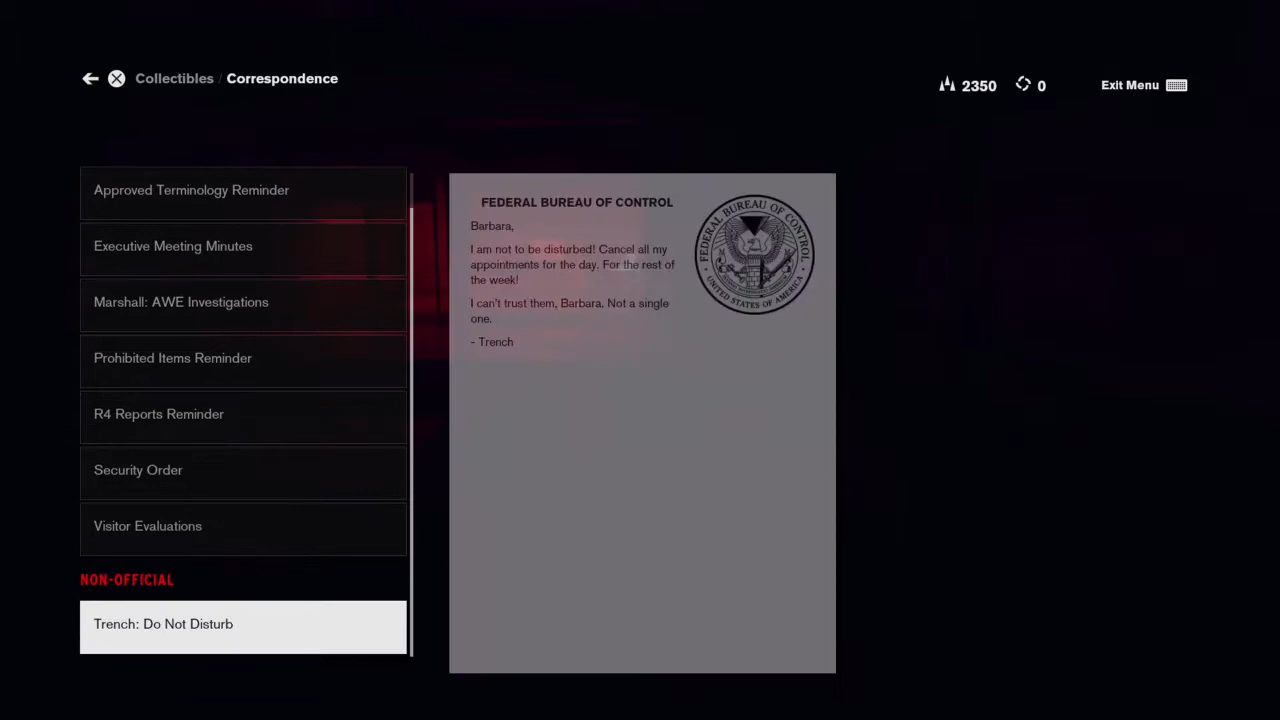 Collectibles / Correspondence
2350
0
Exit Menu
Approved Terminology Reminder
Executive Meeting Minutes
Marshall: AWE Investigations
Prohibited Items Reminder
R4 Reports Reminder
Security Order
Visitor Evaluations
NON-OFFICIAL
Trench: Do Not Disturb
FEDERAL BUREAU OF CONTROL
Barbara,
I am not to be disturbed! Cancel all my
appointments for the day. For the rest of
the week!
I can't trust them, Barbara. Not a single
one.
- Trench
FEDERAL BUREAU OF CONTROL
UNITED STATES OF AMERICA